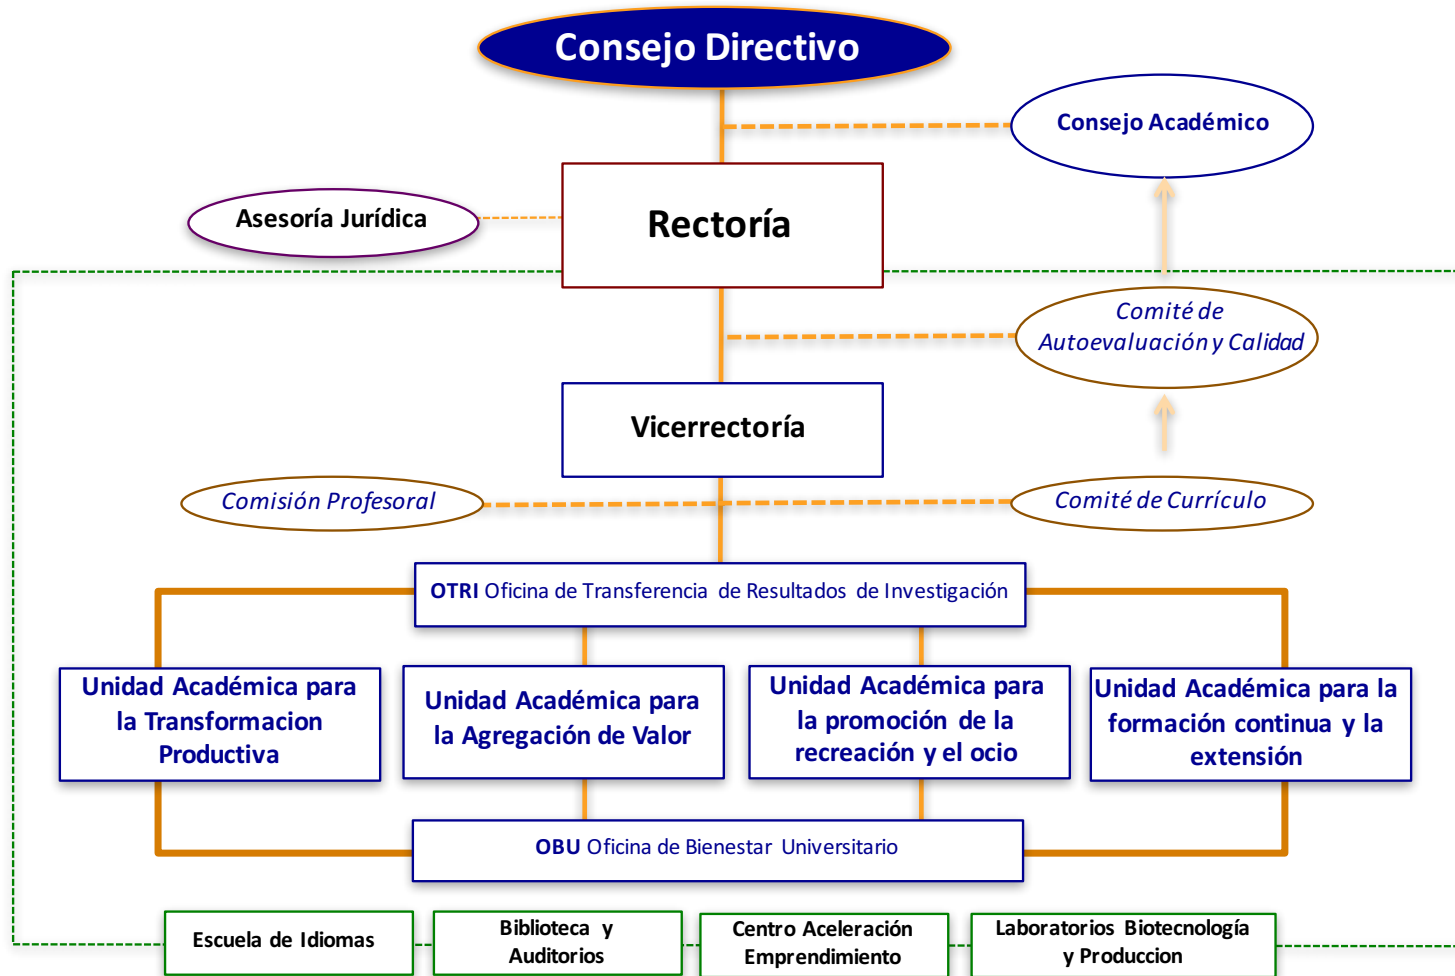 Consejo Directivo
Consejo Académico
Asesoría Jurídica
Rectoría
Comité de
Autoevaluación y Calidad
Vicerrectoría
Comisión Profesoral
Comité de Currículo
OTRI Oficina de Transferencia de Resultados de Investigación
Unidad Académica para
la Transformacion
Productiva
Unidad Académica para
la Agregación de Valor
Unidad Académica para
la promoción de la
recreación y el ocio
Unidad Académica para la
formación continua y la
extensión
OBU Oficina de Bienestar Universitario
Escuela de Idiomas
Biblioteca y
Auditorios
Centro Aceleración
Emprendimiento
Laboratorios Biotecnología
y Produccion